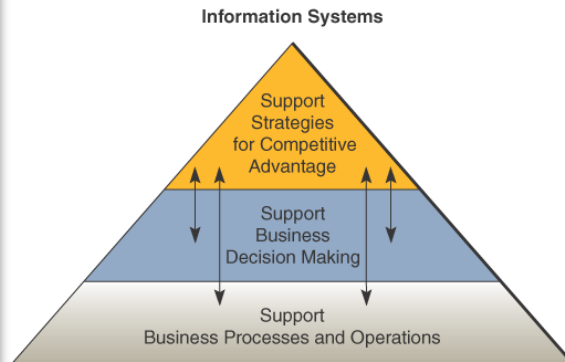 Information Systems
Support
Strategies
for Competitive
Advantage
Support
Business
Decision Making
Support
Business Processes and Operations